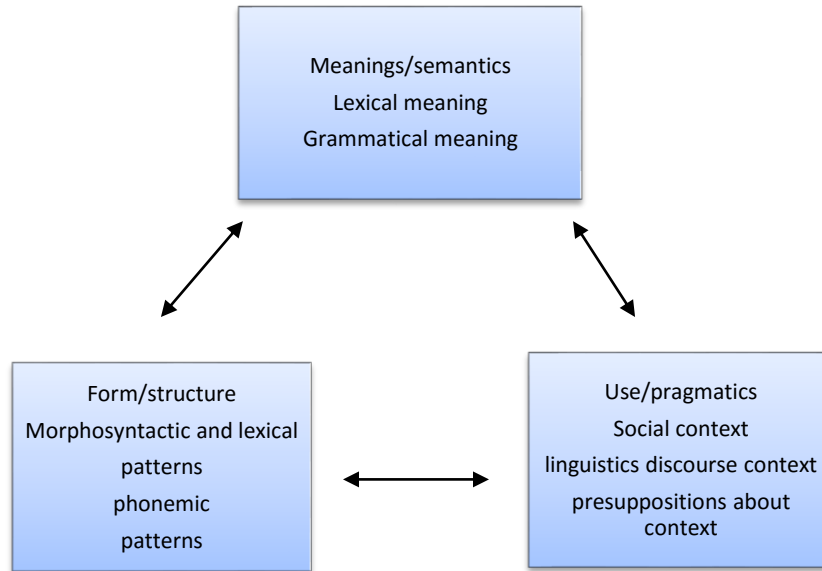 Meanings/semantics
Lexical meaning
Grammatical meaning
Form/structure
Morphosyntactic and lexical
patterns
phonemic
patterns
Use/pragmatics
Social context
linguistics discourse context
presuppositions about
context